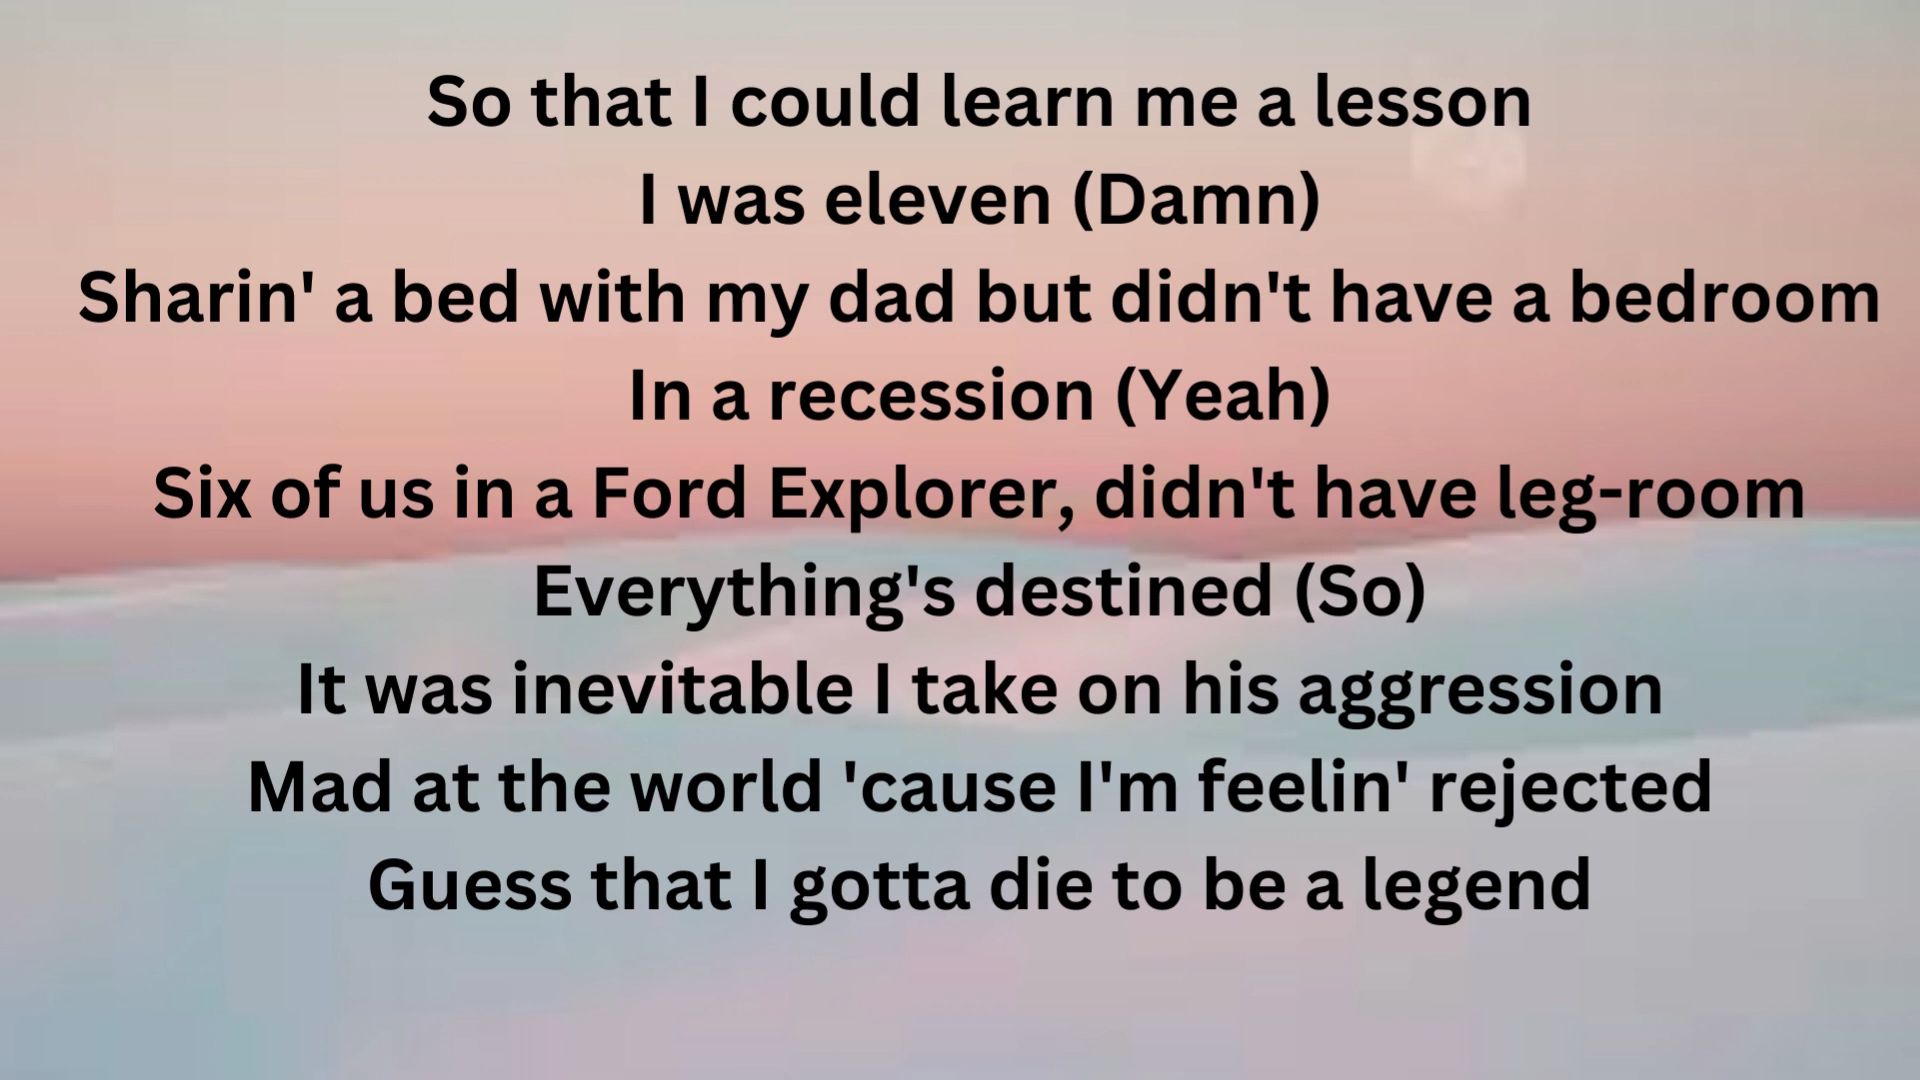 So that I could learn me a lesson
I was eleven (Damn)
Sharin' a bed with my dad but didn't have a bedroom
In a recession (Yeah)
Six of us in a Ford Explorer, didn't have leg-room
Everything's destined (So)
It was inevitable I take on his aggression
Mad at the world 'cause I'm feelin' rejected
Guess that I gotta die to be a legend